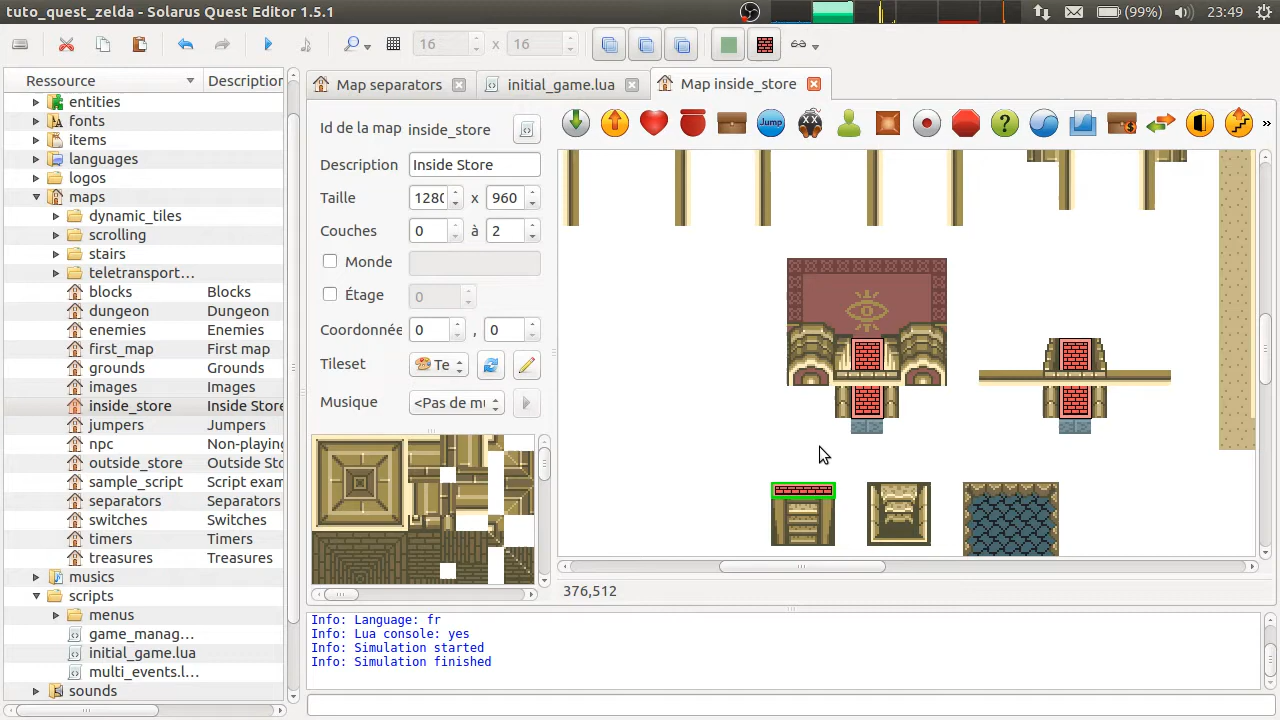 tuto_quest_zelda - Solarus Quest Editor 1.5.1
(99%)
23:49
16 x 16
Ressource
Description
entities
fonts
items
languages
logos
maps
dynamic_tiles
scrolling
stairs
teletransport...
blocks Blocks
dungeon Dungeon
enemies Enemies
first_map First map
grounds Grounds
images Images
inside_store Inside Store
jumpers Jumpers
npc Non-playing
outside_store Outside Sto
sample_script Script exam
separators Separators
switches Switches
timers Timers
treasures Treasures
musics
scripts
menus
game_manag...
initial_game.lua
multi_events.l...
sounds
Map separators
initial_game.lua
Map inside_store
Id de la map inside_store
Description Inside Store
Taille 1280 x 960
Couches 0 à 2
Monde
Étage 0
Coordonnée 0 , 0
Tileset Te
Musique <Pas de mu
Jump
?
»
376,512
Info: Language: fr
Info: Lua console: yes
Info: Simulation started
Info: Simulation finished